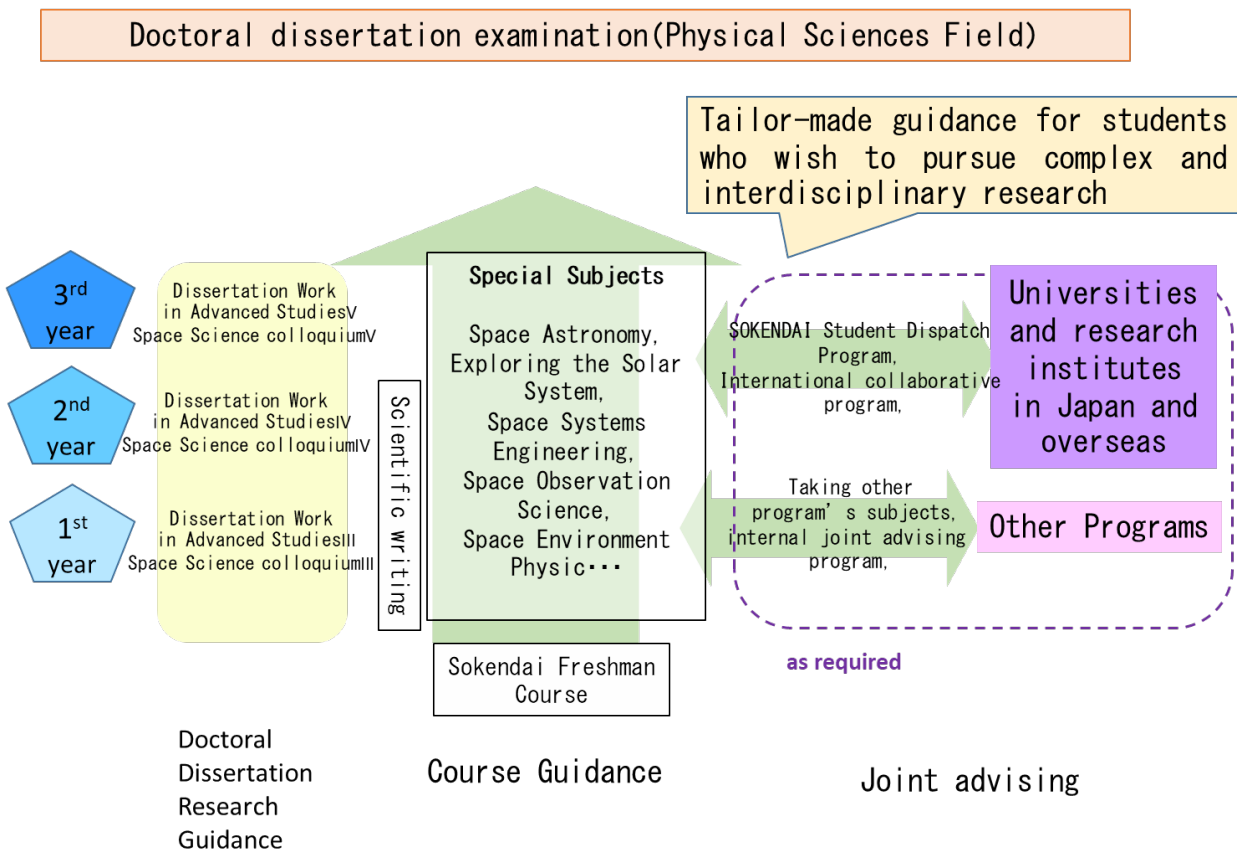 Doctoral dissertation examination(Physical Sciences Field)
Tailor-made guidance for students
who wish to pursue complex and
interdisciplinary research
3rd
year
Dissertation Work
in Advanced StudiesⅤ
Space Science colloquiumⅤ
2nd
year
Dissertation Work
in Advanced StudiesⅣ
Space Science colloquiumⅣ
1st
year
Dissertation Work
in Advanced StudiesⅢ
Space Science colloquiumⅢ
Scientific writing
Special Subjects
Space Astronomy,
Exploring the Solar
System,
Space Systems
Engineering,
Space Observation
Science,
Space Environment
Physic･･･
Sokendai Freshman
Course
SOKENDAI Student Dispatch
Program,
International collaborative
program,
Universities
and research
institutes
in Japan and
overseas
Taking other
program's subjects,
internal joint advising
program,
Other Programs
as required
Doctoral
Dissertation
Research
Guidance
Course Guidance
Joint advising